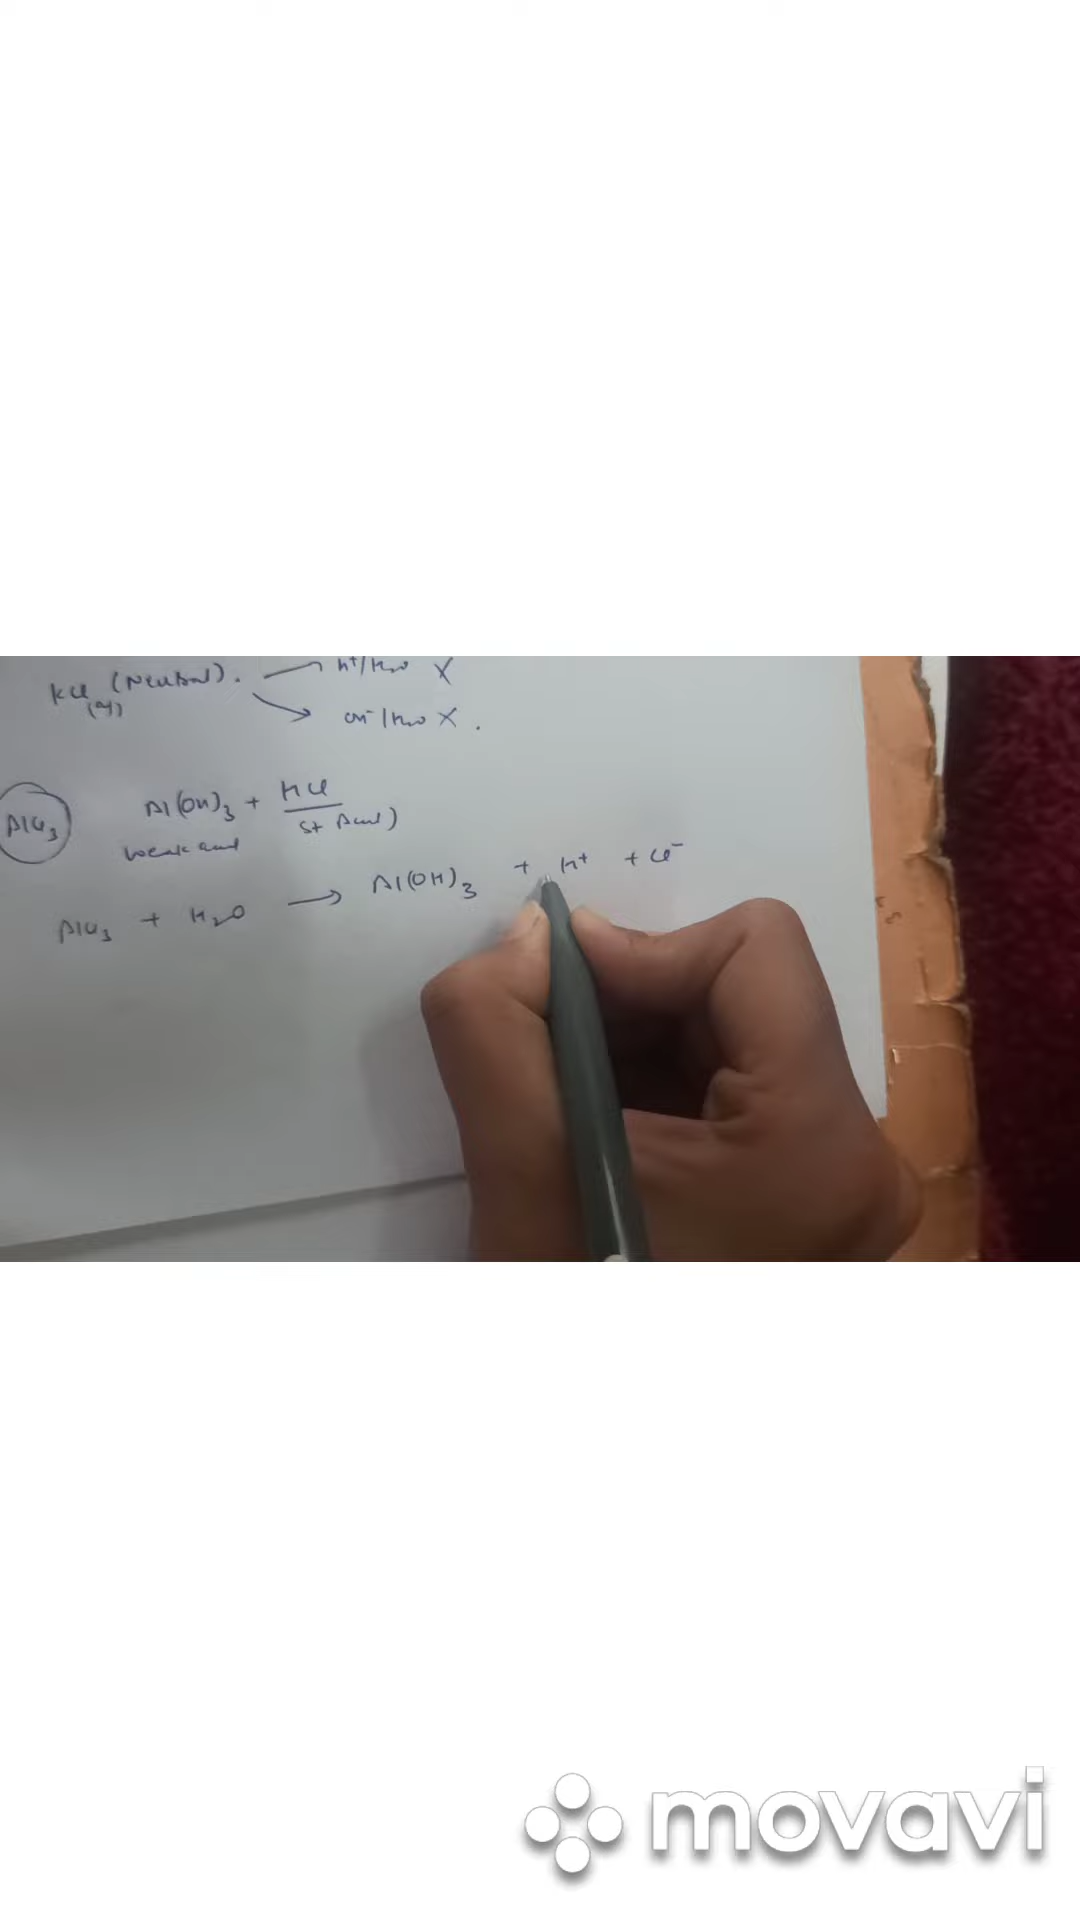 KCl (Neutral). → H⁺/H₂O X
(aq)
→ OH⁻/H₂O X .
AlCl₃
Al(OH)₃ + HCl
weak St Acid)
AlCl₃ + H₂O → Al(OH)₃ + H⁺ + Cl⁻
movavi